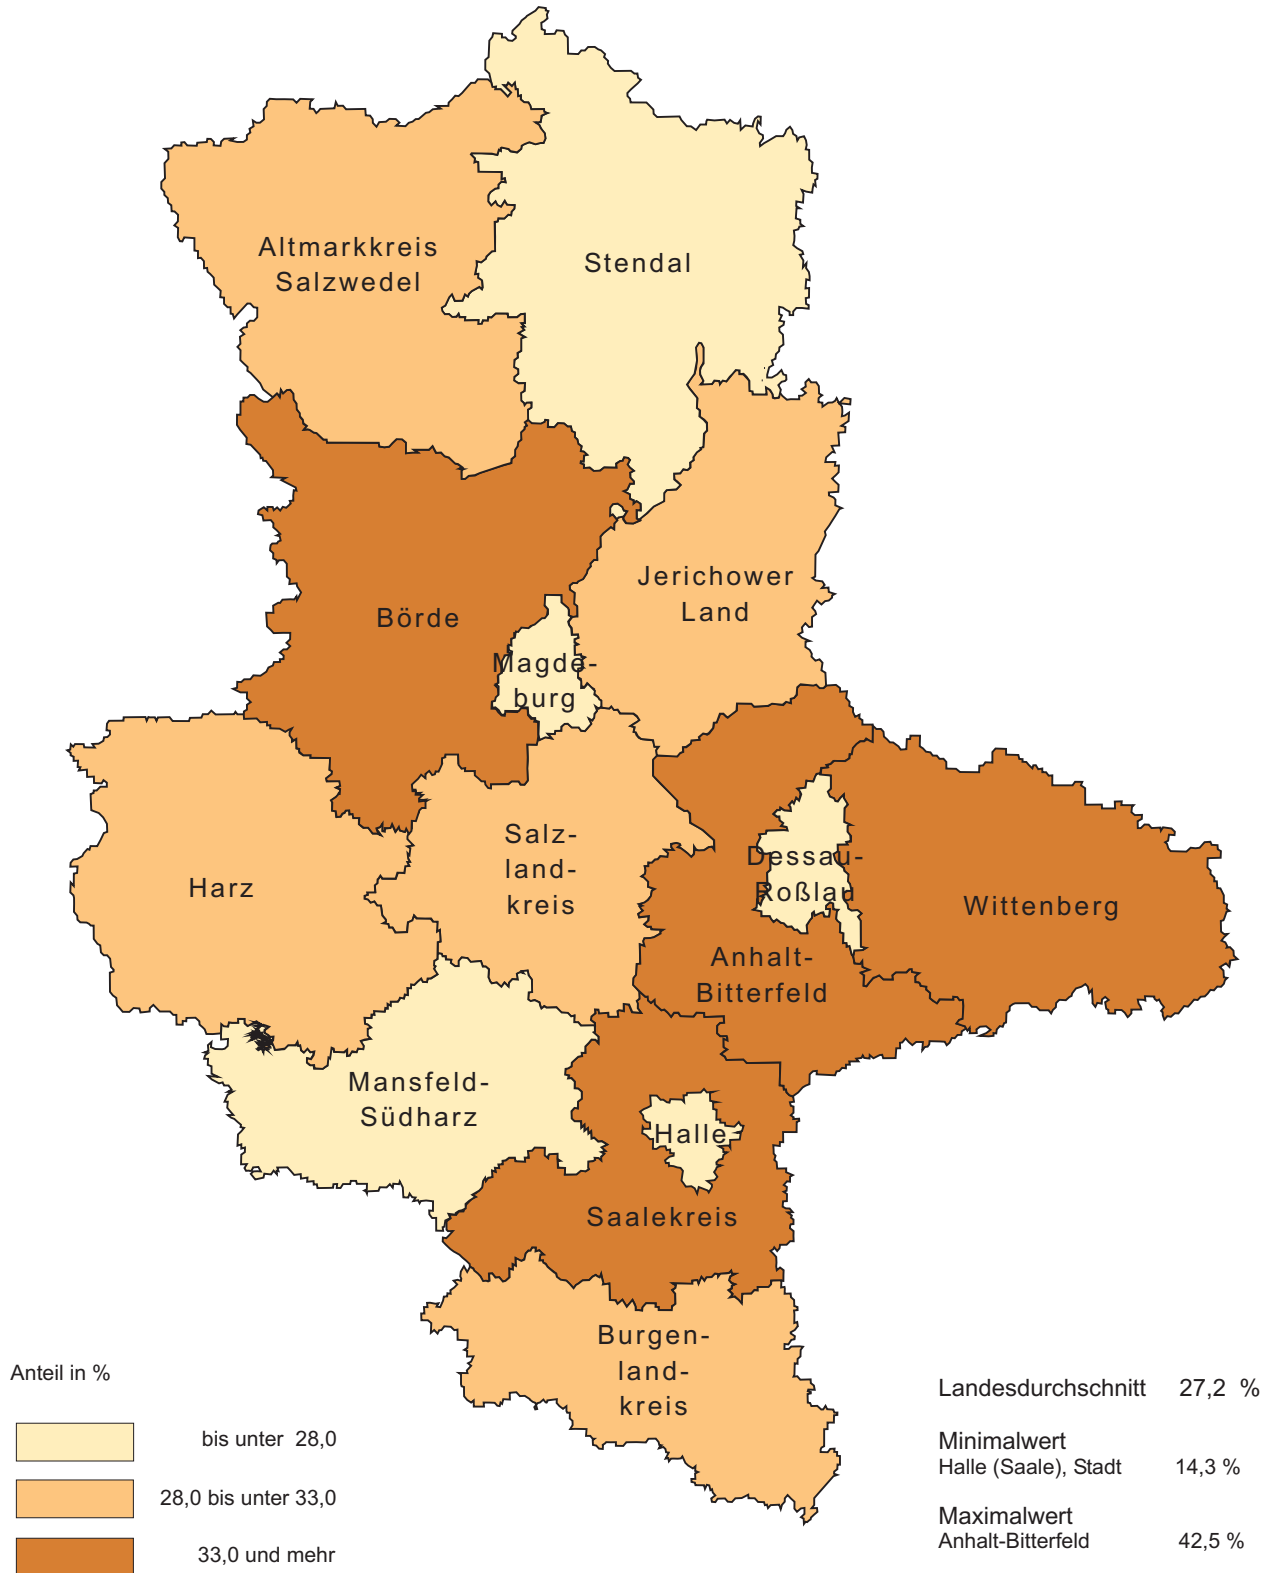 Altmarkkreis
Salzwedel
Stendal
Jerichower
Land
Börde
Magde-
burg
Salz-
land-
kreis
Harz
Dessau-
Roßlau
Wittenberg
Anhalt-
Bitterfeld
Mansfeld-
Südharz
Halle
Saalekreis
Burgen-
land-
kreis
Anteil in %
bis unter 28,0
28,0 bis unter 33,0
33,0 und mehr
Landesdurchschnitt 27,2 %
Minimalwert
Halle (Saale), Stadt 14,3 %
Maximalwert
Anhalt-Bitterfeld 42,5 %